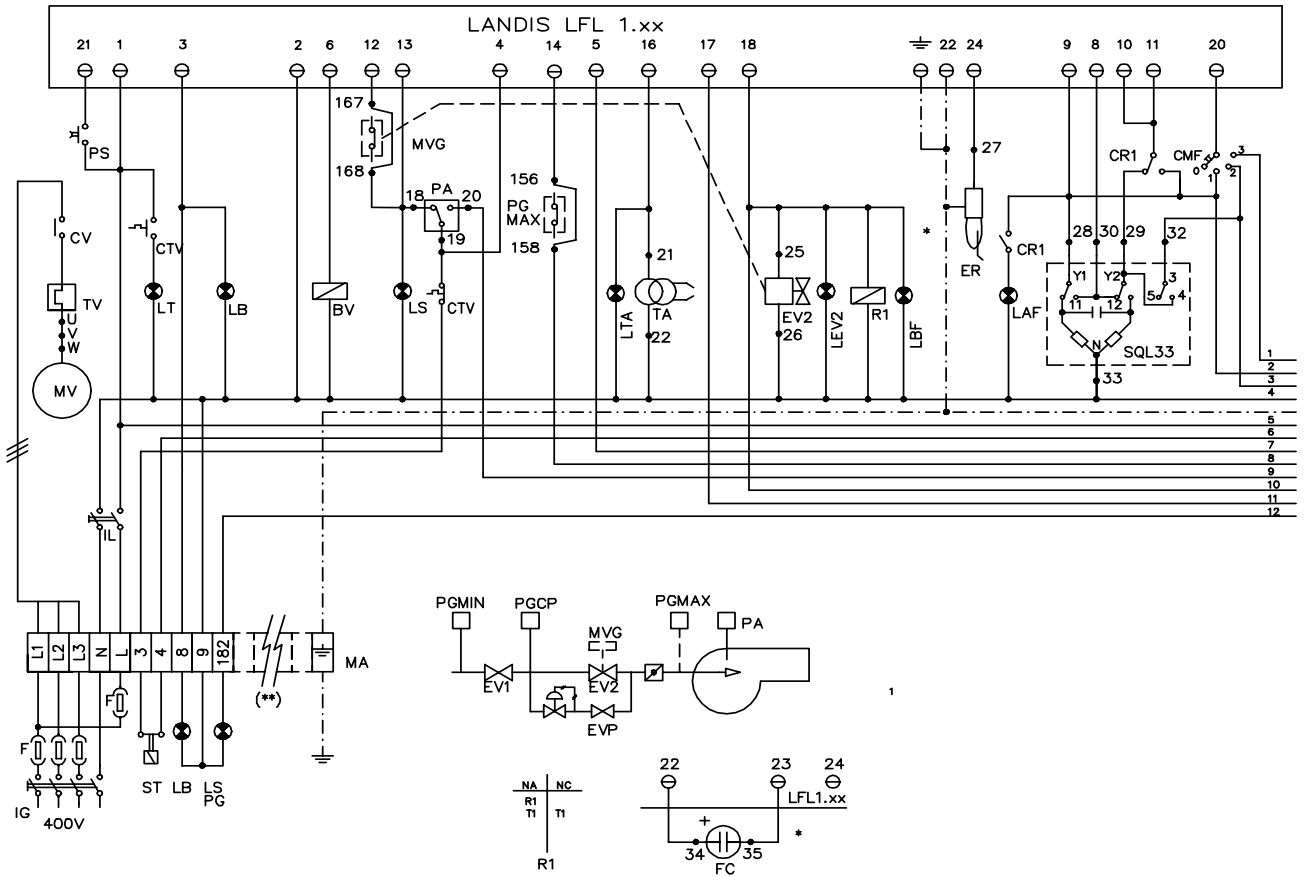 LANDIS LFL 1.xx
21 1 3 2 6 12 13 4 14 5 16 17 18 22 24 9 8 10 11 20
167
MVG
168
PS
18 PA 20
19
156
PG
MAX
158
27
CR1 CMF 3
0 1 2
CV
CTV
TV
U
V
W
MV
LT
LB
BV
LS
CTV
LTA
21
TA
22
25
EV2
26
LEV2
R1
LBF
*
ER
CR1
LAF
28 30 29 32
Y1 Y2 3
11 12 5 4
N
SQL33
33
1
2
3
4
5
6
7
8
9
10
11
12
IL
L1 L2 L3 N L 3 4 8 9 182
MA
(**)
F
F
ST LB LS
PG
IG
400V
PGMIN PGCP PGMAX PA
MVG
EV1 EV2
EVP
1
NA NC
R1
T1 T1
R1
22 23 24
LFL1.xx
+
34 35
FC
*